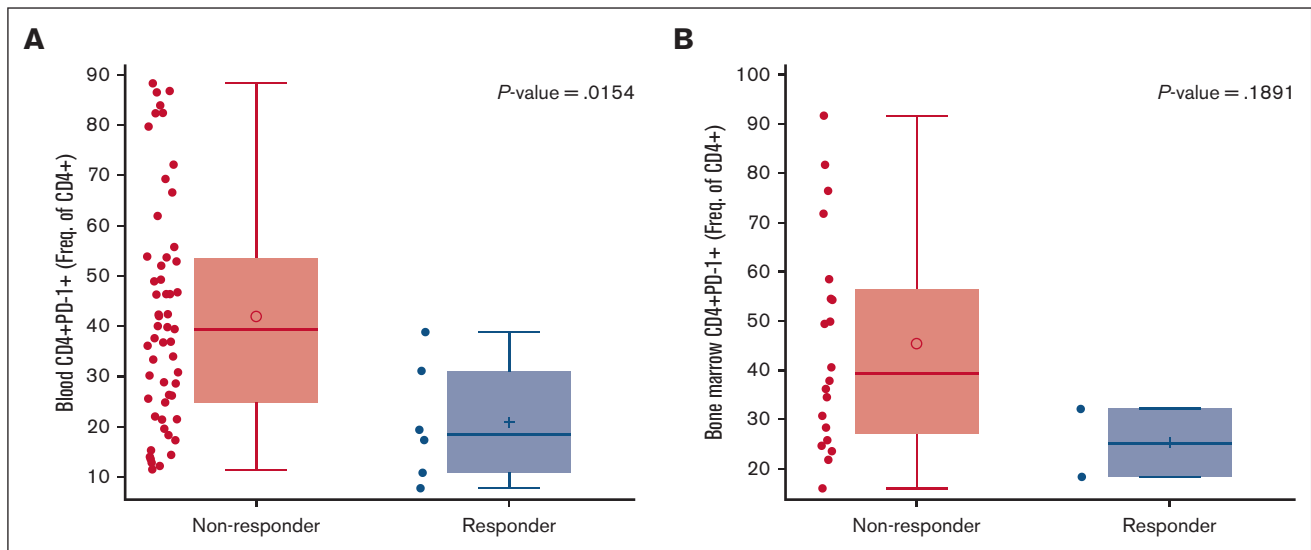 A
Blood CD4+PD-1+ (Freq. of CD4+)
90
80
70
60
50
40
30
20
10
P-value = .0154
Non-responder
Responder
B
Bone marrow CD4+PD-1+ (Freq. of CD4+)
100
90
80
70
60
50
40
30
20
P-value = .1891
Non-responder
Responder